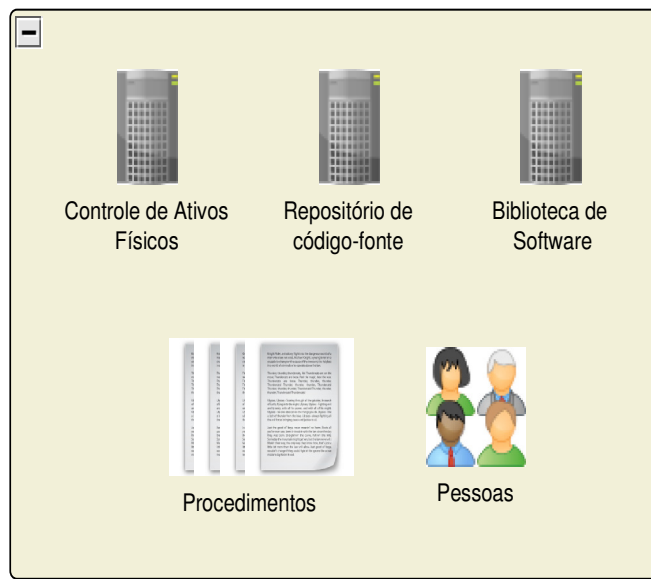 Controle de Ativos
Físicos
Repositório de
código-fonte
Biblioteca de
Software
Procedimentos
Pessoas